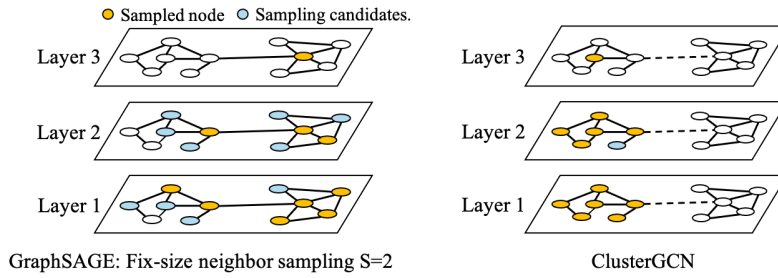 Sampled node
Sampling candidates.
Layer 3
Layer 3
Layer 2
Layer 2
Layer 1
Layer 1
GraphSAGE: Fix-size neighbor sampling S=2
ClusterGCN